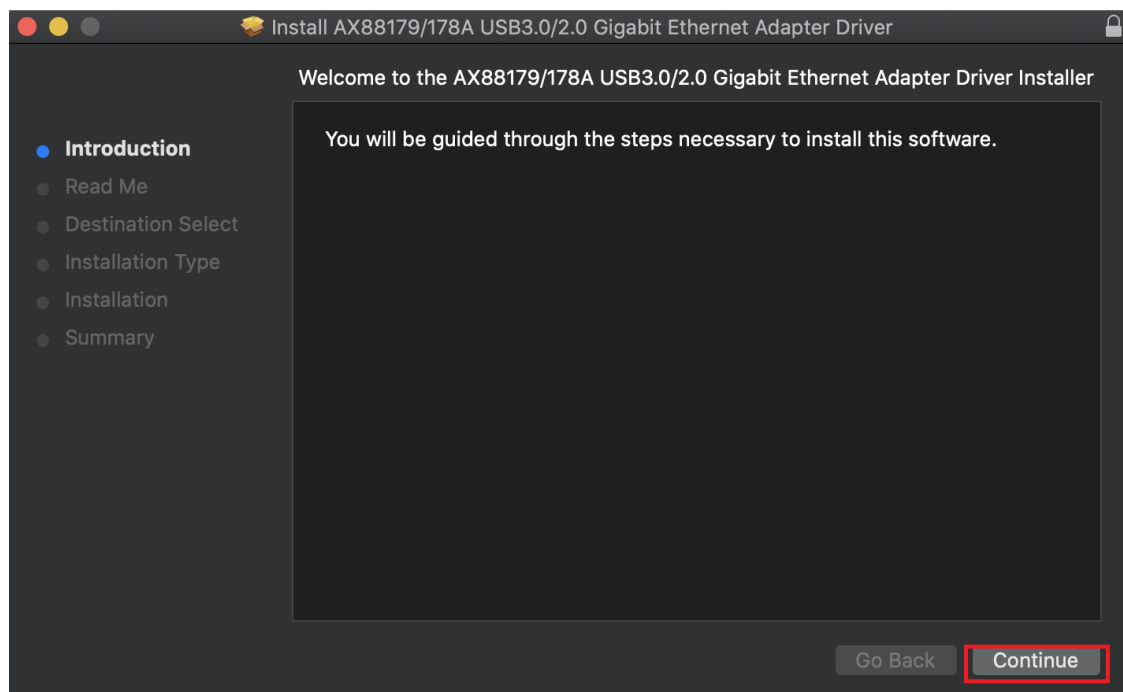 Install AX88179/178A USB3.0/2.0 Gigabit Ethernet Adapter Driver
Welcome to the AX88179/178A USB3.0/2.0 Gigabit Ethernet Adapter Driver Installer
Introduction
Read Me
Destination Select
Installation Type
Installation
Summary
You will be guided through the steps necessary to install this software.
Go Back
Continue